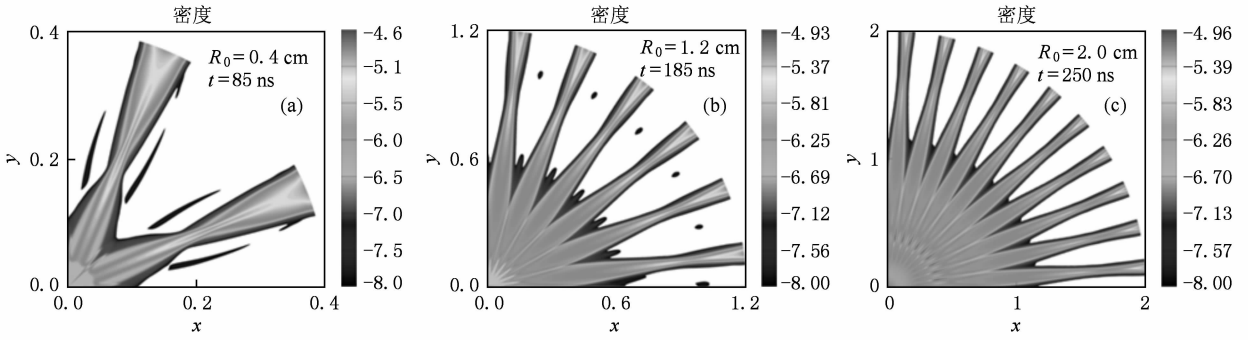 密度
0.4
0.2
0.0
y
0.0
0.2
0.4
x
R₀=0.4 cm
t=85 ns
(a)
-4.6
-5.1
-5.5
-6.0
-6.5
-7.0
-8.5
-8.0
密度
1.2
0.6
0.0
y
0.0
0.6
1.2
x
R₀=1.2 cm
t=185 ns
(b)
-4.93
-5.37
-5.81
-6.25
-6.69
-7.12
-7.56
-8.00
密度
2
1
0
y
0
1
2
x
R₀=2.0 cm
t=250 ns
(c)
-4.96
-5.39
-5.83
-6.26
-6.70
-7.13
-7.57
-8.00